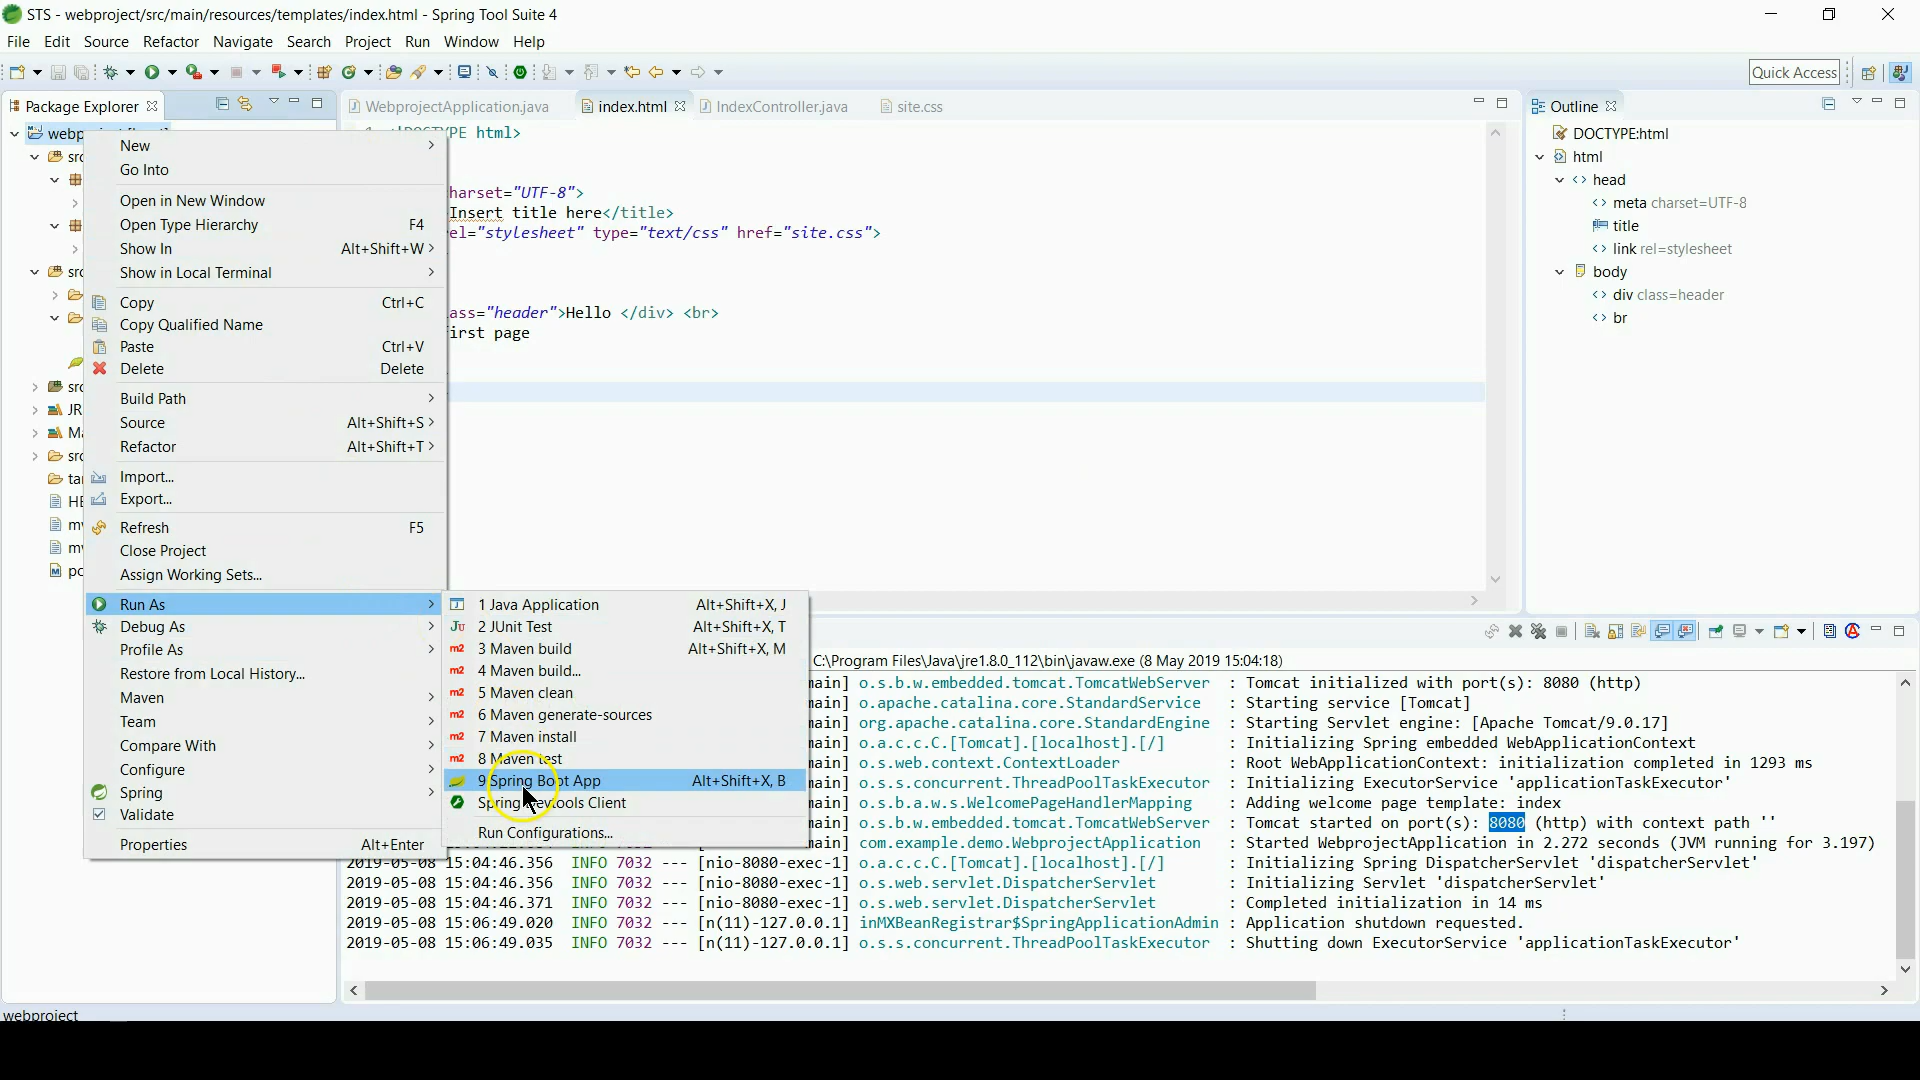 STS - webproject/src/main/resources/templates/index.html - Spring Tool Suite 4
File Edit Source Refactor Navigate Search Project Run Window Help
Quick Access
Package Explorer
WebprojectApplication.java index.html IndexController.java site.css
Outline
New
Go Into
Open in New Window
Open Type Hierarchy F4
Show In Alt+Shift+W
Show in Local Terminal
Copy Ctrl+C
Copy Qualified Name
Paste Ctrl+V
Delete Delete
Build Path
Source Alt+Shift+S
Refactor Alt+Shift+T
Import...
Export...
Refresh F5
Close Project
Assign Working Sets...
Run As
Debug As
Profile As
Restore from Local History...
Maven
Team
Compare With
Configure
Spring
Validate
Properties Alt+Enter
1 Java Application Alt+Shift+X, J
2 JUnit Test Alt+Shift+X, T
3 Maven build Alt+Shift+X, M
4 Maven build...
5 Maven clean
6 Maven generate-sources
7 Maven install
8 Maven test
9 Spring Boot App Alt+Shift+X, B
Spring Devtools Client
Run Configurations...
html>
harset="UTF-8">
Insert title here</title>
el="stylesheet" type="text/css" href="site.css">
ass="header">Hello </div> <br>
irst page
DOCTYPE:html
html
head
meta charset=UTF-8
title
link rel=stylesheet
body
div class=header
br
C:\Program Files\Java\jre1.8.0_112\bin\javaw.exe (8 May 2019 15:04:18)
main] o.s.b.w.embedded.tomcat.TomcatWebServer : Tomcat initialized with port(s): 8080 (http)
main] o.apache.catalina.core.StandardService : Starting service [Tomcat]
main] org.apache.catalina.core.StandardEngine : Starting Servlet engine: [Apache Tomcat/9.0.17]
main] o.a.c.c.C.[Tomcat].[localhost].[/] : Initializing Spring embedded WebApplicationContext
main] o.s.web.context.ContextLoader : Root WebApplicationContext: initialization completed in 1293 ms
main] o.s.s.concurrent.ThreadPoolTaskExecutor : Initializing ExecutorService 'applicationTaskExecutor'
main] o.s.b.a.w.s.WelcomePageHandlerMapping : Adding welcome page template: index
main] o.s.b.w.embedded.tomcat.TomcatWebServer : Tomcat started on port(s): 8080 (http) with context path ''
main] com.example.demo.WebprojectApplication : Started WebprojectApplication in 2.272 seconds (JVM running for 3.197)
2019-05-08 15:04:46.356 INFO 7032 --- [nio-8080-exec-1] o.a.c.c.C.[Tomcat].[localhost].[/] : Initializing Spring DispatcherServlet 'dispatcherServlet'
2019-05-08 15:04:46.356 INFO 7032 --- [nio-8080-exec-1] o.s.web.servlet.DispatcherServlet : Initializing Servlet 'dispatcherServlet'
2019-05-08 15:04:46.371 INFO 7032 --- [nio-8080-exec-1] o.s.web.servlet.DispatcherServlet : Completed initialization in 14 ms
2019-05-08 15:06:49.020 INFO 7032 --- [n(11)-127.0.0.1] inMXBeanRegistrar$SpringApplicationAdmin : Application shutdown requested.
2019-05-08 15:06:49.035 INFO 7032 --- [n(11)-127.0.0.1] o.s.s.concurrent.ThreadPoolTaskExecutor : Shutting down ExecutorService 'applicationTaskExecutor'
webproject